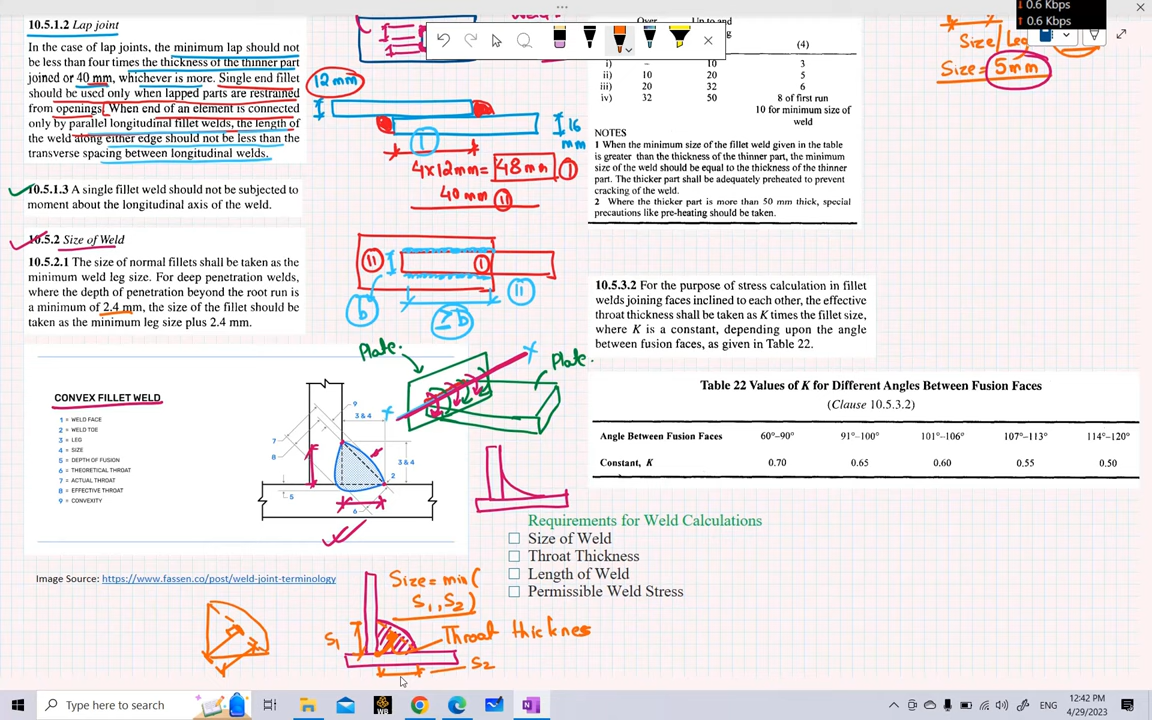 10.5.1.2 Lap joint
In the case of lap joints, the minimum lap should not
be less than four times the thickness of the thinner part
joined or 40 mm, whichever is more. Single end fillet
should be used only when lapped parts are restrained
from openings. When end of an element is connected
only by parallel longitudinal fillet welds, the length of
the weld along either edge should not be less than the
transverse spacing between longitudinal welds.
10.5.1.3 A single fillet weld should not be subjected to
moment about the longitudinal axis of the weld.
10.5.2 Size of Weld
10.5.2.1 The size of normal fillets shall be taken as the
minimum weld leg size. For deep penetration welds,
where the depth of penetration beyond the root run is
a minimum of 2.4 mm, the size of the fillet should be
taken as the minimum leg size plus 2.4 mm.
CONVEX FILLET WELD
1 = WELD FACE
2 = WELD TOE
3 = LEG
4 = SIZE
5 = DEPTH OF FUSION
6 = THEORETICAL THROAT
7 = ACTUAL THROAT
8 = EFFECTIVE THROAT
9 = CONVEXITY
9
3 & 4
7
8
3 & 4
2
5
6
Image Source: https://www.fassen.co/post/weld-joint-terminology
12mm
16
mm
I
4x12mm = 48mm I
40mm II
II
I
b
≥b
II
Plate.
Plate.
x
x
Size = min(
S1, S2)
Throat thicknes
S1
S2
Over
Up to and
(4)
i) - 10 3
ii) 10 20 5
iii) 20 32 6
iv) 32 50 8 of first run
10 for minimum size of
weld
NOTES
1 When the minimum size of the fillet weld given in the table
is greater than the thickness of the thinner part, the minimum
size of the weld should be equal to the thickness of the thinner
part. The thicker part shall be adequately preheated to prevent
cracking of the weld.
2 Where the thicker part is more than 50 mm thick, special
precautions like pre-heating should be taken.
10.5.3.2 For the purpose of stress calculation in fillet
welds joining faces inclined to each other, the effective
throat thickness shall be taken as K times the fillet size,
where K is a constant, depending upon the angle
between fusion faces, as given in Table 22.
Table 22 Values of K for Different Angles Between Fusion Faces
(Clause 10.5.3.2)
Angle Between Fusion Faces 60°–90° 91°–100° 101°–106° 107°–113° 114°–120°
Constant, K 0.70 0.65 0.60 0.55 0.50
Requirements for Weld Calculations
Size of Weld
Throat Thickness
Length of Weld
Permissible Weld Stress
Size/Leg
Size = 5mm
0.6 Kbps
0.6 Kbps
Type here to search
WB
ENG
12:42 PM
4/29/2023